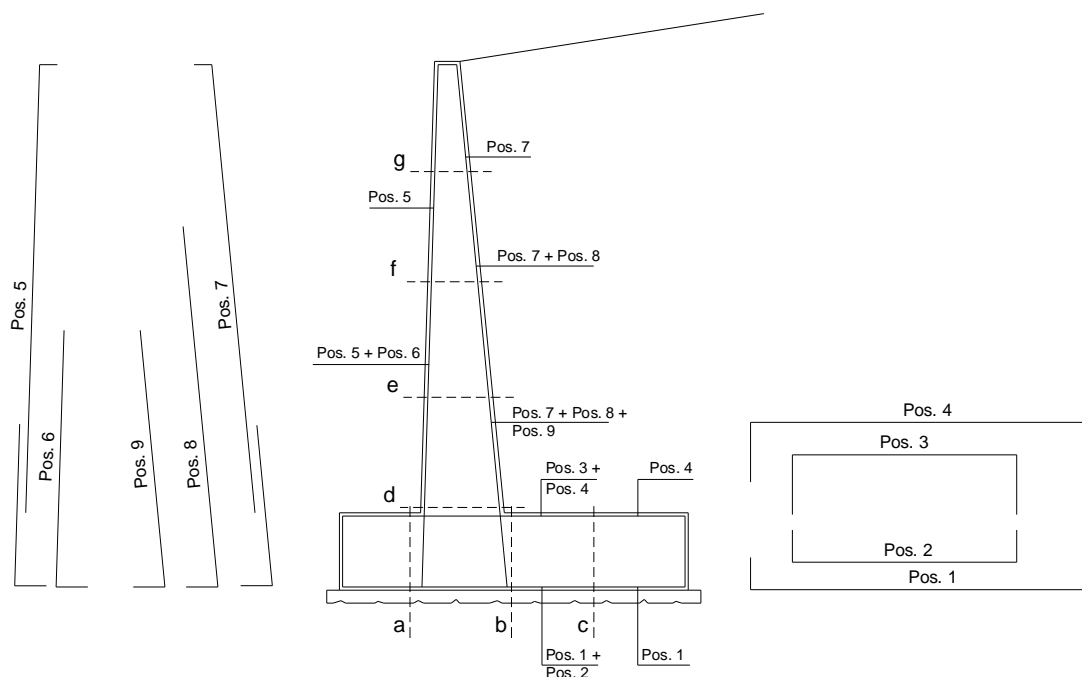 Pos. 7
g
Pos. 5
Pos. 7 + Pos. 8
f
Pos. 5
Pos. 7
Pos. 5 + Pos. 6
e
Pos. 7 + Pos. 8 +
Pos. 9
Pos. 4
Pos. 6
Pos. 9
Pos. 8
Pos. 3
Pos. 3 +
Pos. 4
Pos. 4
d
Pos. 2
Pos. 1
a
b
c
Pos. 1 +
Pos. 2
Pos. 1